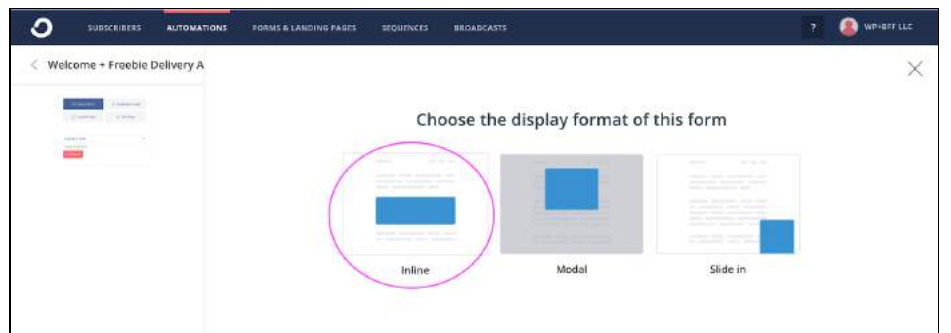 SUBSCRIBERS AUTOMATIONS FORMS & LANDING PAGES SEQUENCES BROADCASTS ? WP+BFF LLC
Welcome + Freebie Delivery A
Choose the display format of this form
Inline Modal Slide in